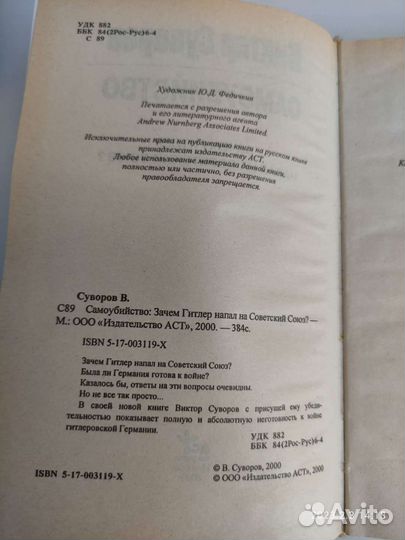 УДК 882
ББК 84(2Рос-Рус)6-4
С 89
Художник Ю.Д. Федичкин
Печатается с разрешения автора
и его литературного агента
Andrew Nurnberg Associates Limited.
Исключительные права на публикацию книги на русском языке
принадлежат издательству АСТ.
Любое использование материала данной книги,
полностью или частично, без разрешения
правообладателя запрещается.
Суворов В.
С89 Самоубийство: Зачем Гитлер напал на Советский Союз? —
М.: ООО «Издательство АСТ», 2000. — 384с.
ISBN 5-17-003119-X
Зачем Гитлер напал на Советский Союз?
Была ли Германия готова к войне?
Казалось бы, ответы на эти вопросы очевидны.
Но не все так просто...
В своей новой книге Виктор Суворов с присущей ему убеди-
тельностью показывает полную и абсолютную неготовность к войне
гитлеровской Германии.
УДК 882
ББК 84(2Рос-Рус)6-4
ISBN 5-17-003119-X
© В. Суворов, 2000
© ООО «Издательство АСТ», 2000
Avito